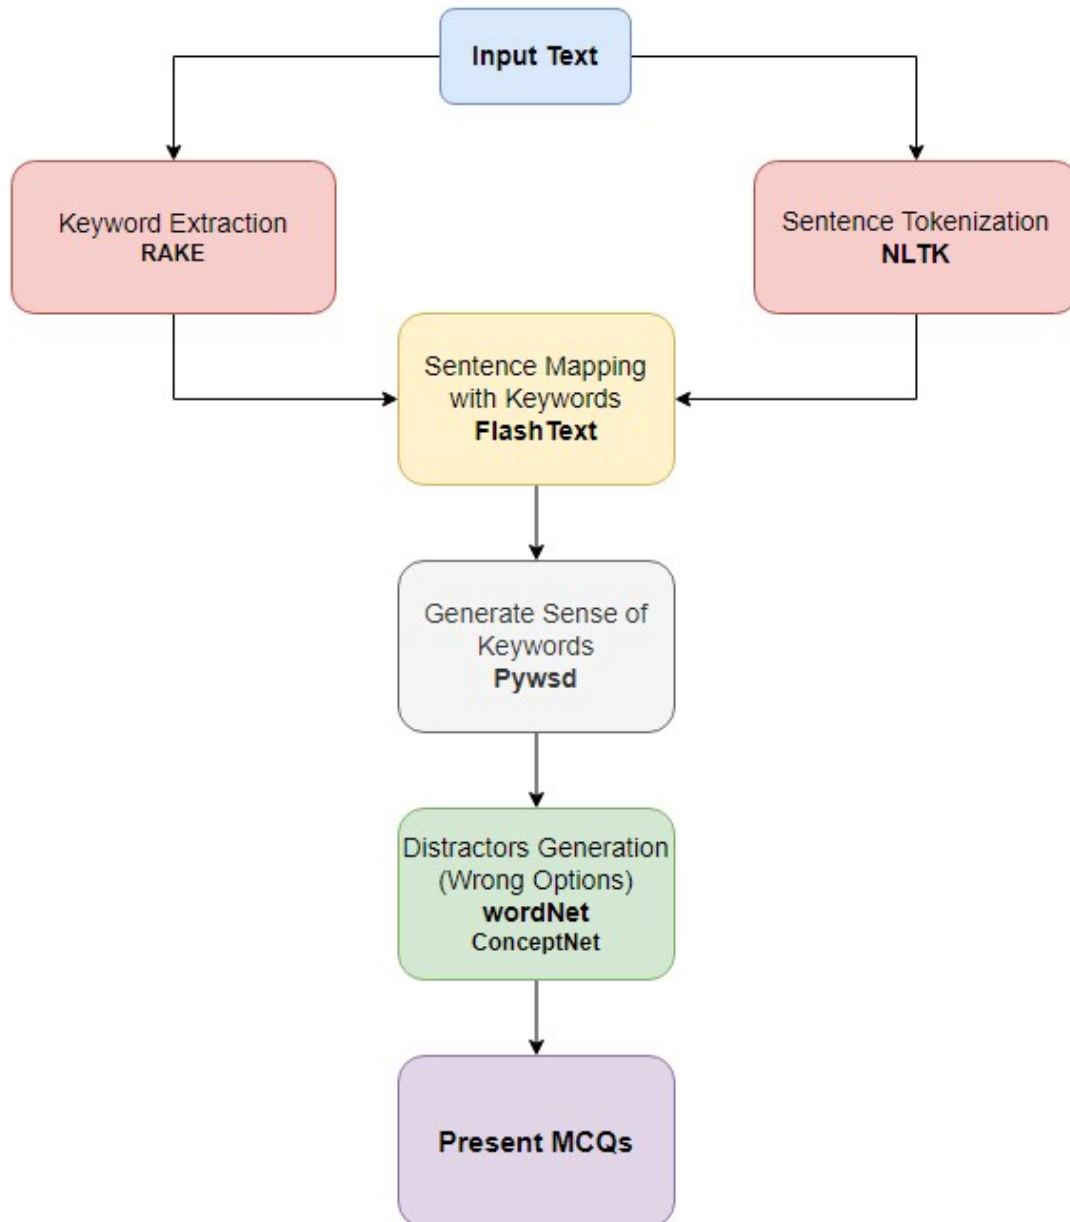 Input Text
Keyword Extraction
RAKE
Sentence Tokenization
NLTK
Sentence Mapping
with Keywords
FlashText
Generate Sense of
Keywords
Pywsd
Distractors Generation
(Wrong Options)
wordNet
ConceptNet
Present MCQs